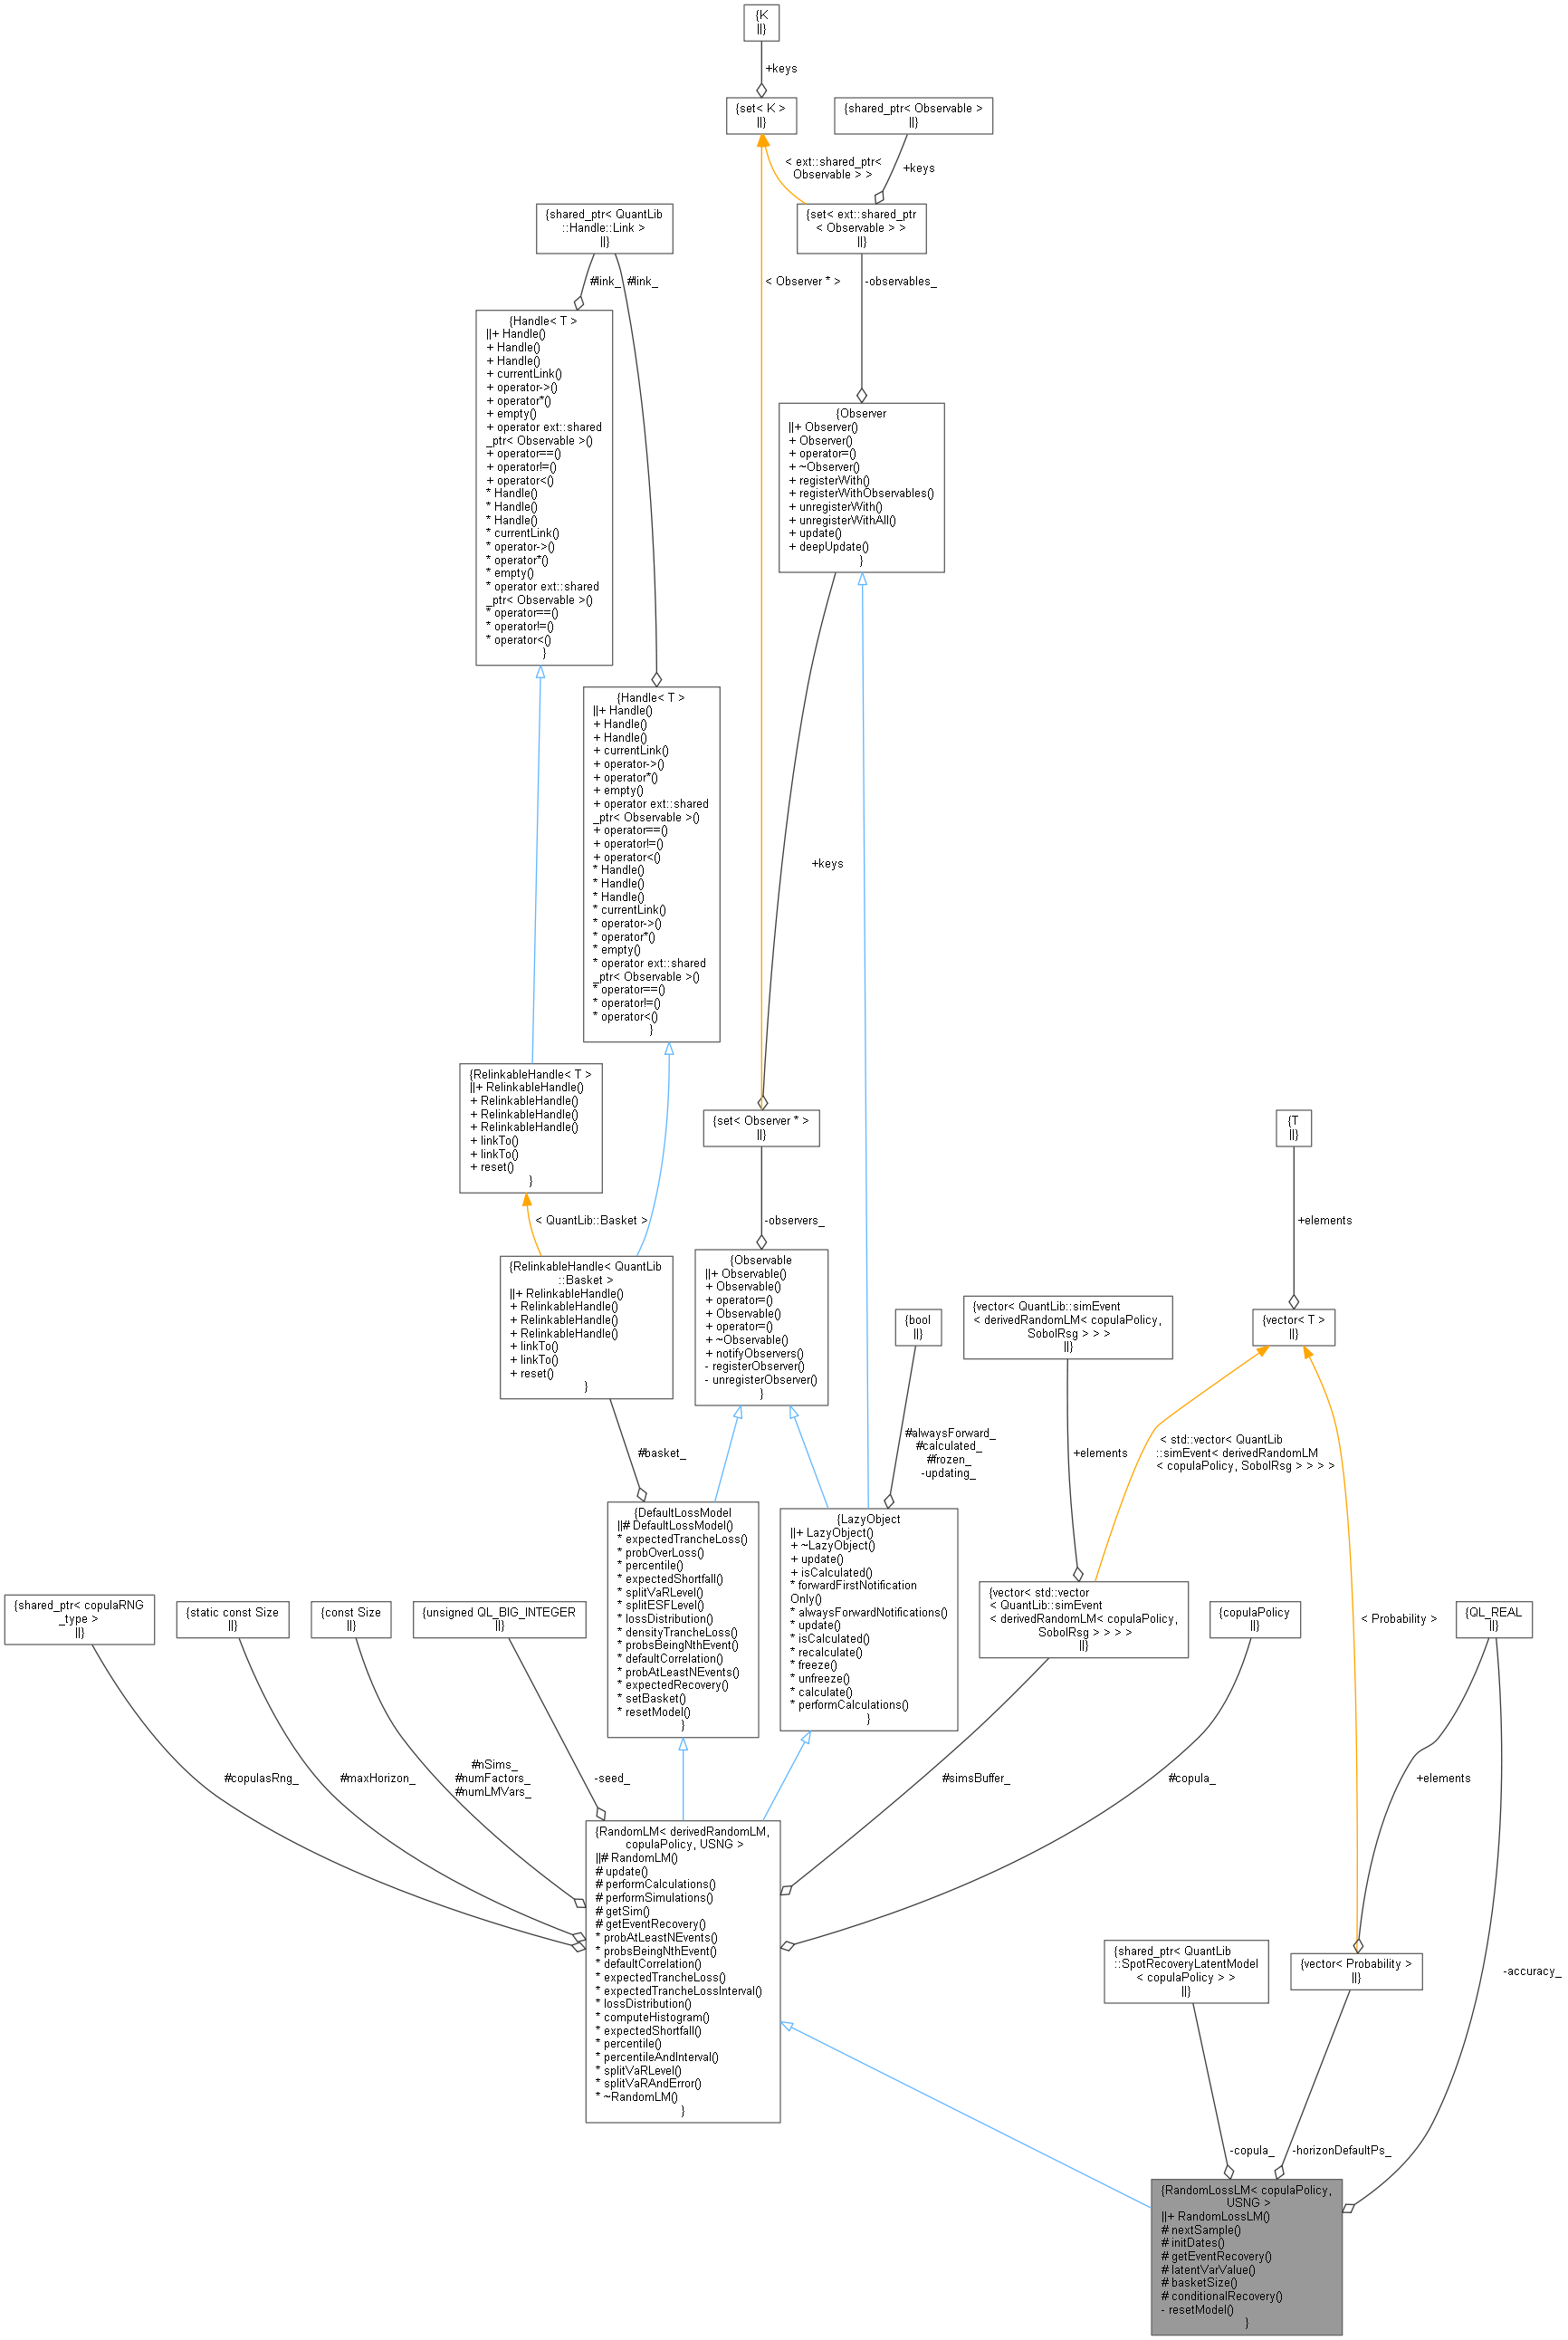 {K
||}
+keys
{set< K >
||}
{shared_ptr< Observable >
||}
< ext::shared_ptr<
Observable > >
+keys
{shared_ptr< QuantLib
::Handle::Link >
||}
{set< ext::shared_ptr
< Observable > >
||}
#link_
#link_
< Observer * >
-observables_
{Handle< T >
||+ Handle()
+ Handle()
+ Handle()
+ currentLink()
+ operator->()
+ operator*()
+ empty()
+ operator ext::shared
_ptr< Observable >()
+ operator==()
+ operator!=()
+ operator<()
* Handle()
* Handle()
* Handle()
* currentLink()
* operator->()
* operator*()
* empty()
* operator ext::shared
_ptr< Observable >()
* operator==()
* operator!=()
* operator<()
}
{Observer
||+ Observer()
+ Observer()
+ operator=()
+ ~Observer()
+ registerWith()
+ registerWithObservables()
+ unregisterWith()
+ unregisterWithAll()
+ update()
+ deepUpdate()
}
{Handle< T >
||+ Handle()
+ Handle()
+ Handle()
+ currentLink()
+ operator->()
+ operator*()
+ empty()
+ operator ext::shared
_ptr< Observable >()
+ operator==()
+ operator!=()
+ operator<()
* Handle()
* Handle()
* Handle()
* currentLink()
* operator->()
* operator*()
* empty()
* operator ext::shared
_ptr< Observable >()
* operator==()
* operator!=()
* operator<()
}
+keys
{RelinkableHandle< T >
||+ RelinkableHandle()
+ RelinkableHandle()
+ RelinkableHandle()
+ RelinkableHandle()
+ linkTo()
+ linkTo()
+ reset()
}
{set< Observer * >
||}
{T
||}
< QuantLib::Basket >
-observers_
+elements
{RelinkableHandle< QuantLib
::Basket >
||+ RelinkableHandle()
+ RelinkableHandle()
+ RelinkableHandle()
+ RelinkableHandle()
+ linkTo()
+ linkTo()
+ reset()
}
{Observable
||+ Observable()
+ Observable()
+ operator=()
+ Observable()
+ operator=()
+ ~Observable()
+ notifyObservers()
- registerObserver()
- unregisterObserver()
}
{bool
||}
{vector< QuantLib::simEvent
< derivedRandomLM< copulaPolicy,
SobolRsg > > >
||}
{vector< T >
||}
#basket_
#alwaysForward_
#calculated_
#frozen_
-updating_
+elements
< std::vector< QuantLib
::simEvent< derivedRandomLM
< copulaPolicy, SobolRsg > > > >
{DefaultLossModel
||# DefaultLossModel()
* expectedTrancheLoss()
* probOverLoss()
* percentile()
* expectedShortfall()
* splitVaRLevel()
* splitESFLevel()
* lossDistribution()
* densityTrancheLoss()
* probsBeingNthEvent()
* defaultCorrelation()
* probAtLeastNEvents()
* expectedRecovery()
* setBasket()
* resetModel()
}
{LazyObject
||+ LazyObject()
+ ~LazyObject()
+ update()
+ isCalculated()
* forwardFirstNotification
Only()
* alwaysForwardNotifications()
* update()
* isCalculated()
* recalculate()
* freeze()
* unfreeze()
* calculate()
* performCalculations()
}
{shared_ptr< copulaRNG
_type >
||}
{static const Size
||}
{const Size
||}
{unsigned QL_BIG_INTEGER
||}
{vector< std::vector
< QuantLib::simEvent
< derivedRandomLM< copulaPolicy,
SobolRsg > > > >
||}
{copulaPolicy
||}
< Probability >
{QL_REAL
||}
#copulasRng_
#maxHorizon_
#nSims_
#numFactors_
#numLMVars_
-seed_
#simsBuffer_
#copula_
+elements
{RandomLM< derivedRandomLM,
copulaPolicy, USNG >
||# RandomLM()
# update()
# performCalculations()
# performSimulations()
# getSim()
# getEventRecovery()
* probAtLeastNEvents()
* probsBeingNthEvent()
* defaultCorrelation()
* expectedTrancheLoss()
* expectedTrancheLossInterval()
* lossDistribution()
* computeHistogram()
* expectedShortfall()
* percentile()
* percentileAndInterval()
* splitVaRLevel()
* splitVaRAndError()
* ~RandomLM()
}
{shared_ptr< QuantLib
::SpotRecoveryLatentModel
< copulaPolicy > >
||}
{vector< Probability >
||}
-accuracy_
-copula_
-horizonDefaultPs_
{RandomLossLM< copulaPolicy,
USNG >
||+ RandomLossLM()
# nextSample()
# initDates()
# getEventRecovery()
# latentVarValue()
# basketSize()
# conditionalRecovery()
- resetModel()
}